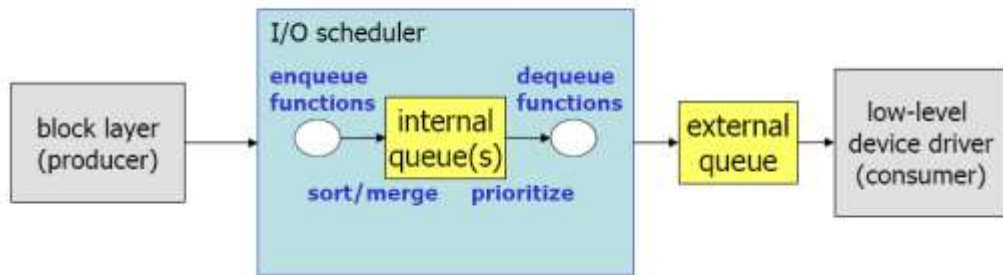 I/O scheduler
enqueue
functions
dequeue
functions
block layer
(producer)
internal
queue(s)
external
queue
low-level
device driver
(consumer)
sort/merge
prioritize